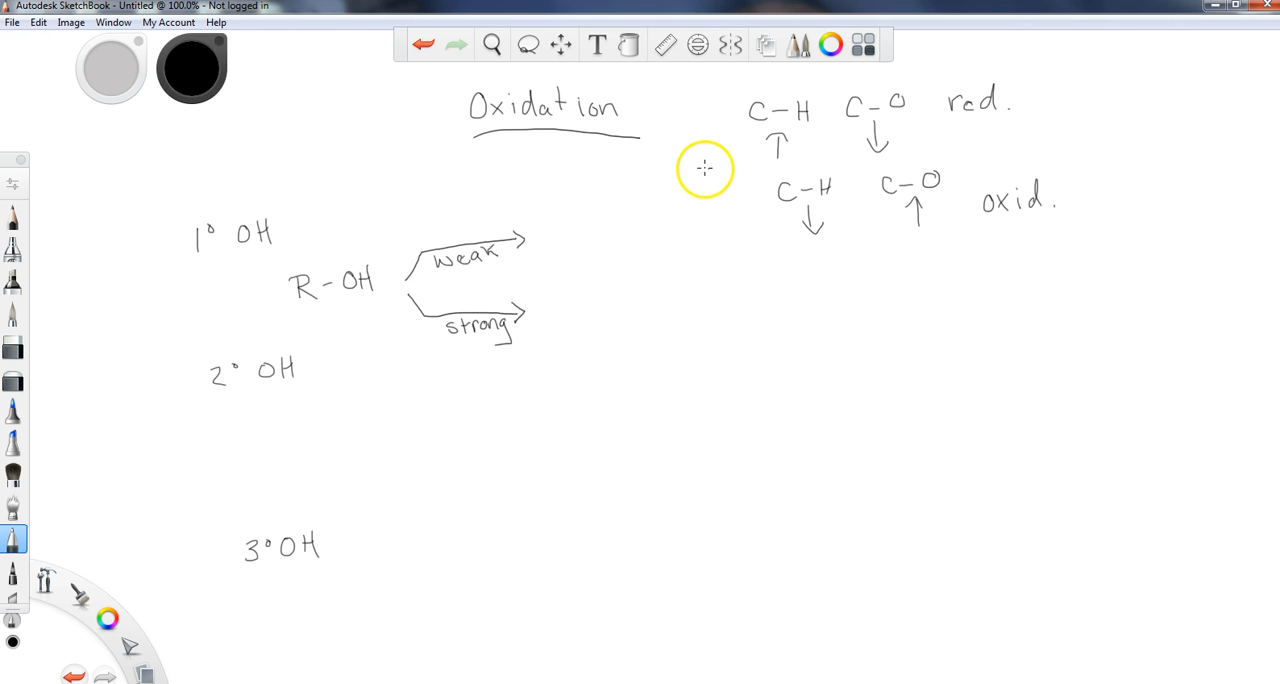 Autodesk SketchBook - Untitled @ 100.0% - Not logged in
File Edit Image Window My Account Help
T
Oxidation
C-H C-O red.
↑ ↓
C-H C-O oxid.
↓ ↑
1° OH
R-OH
weak
strong
2° OH
3° OH